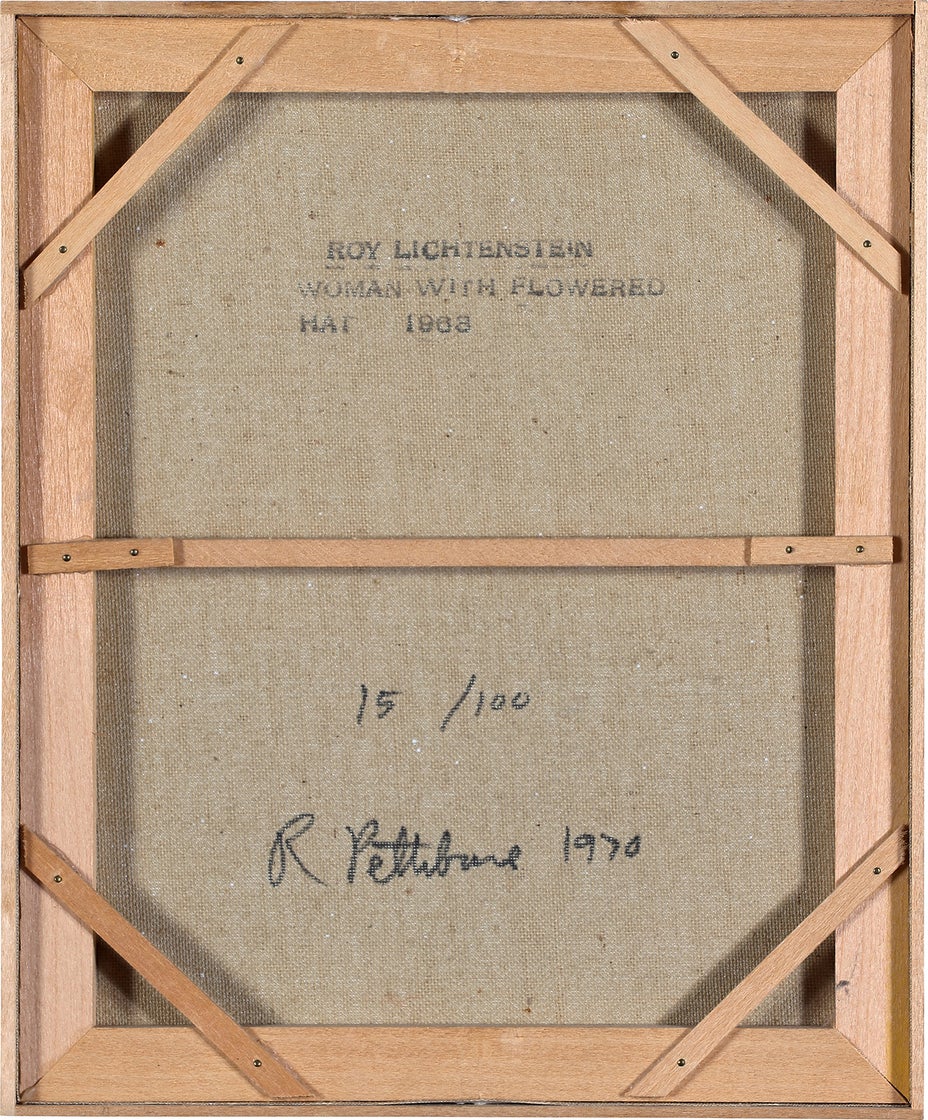 ROY LICHTENSTEIN
WOMAN WITH FLOWERED
HAT 1963
15 /100
R Pettibone 1970